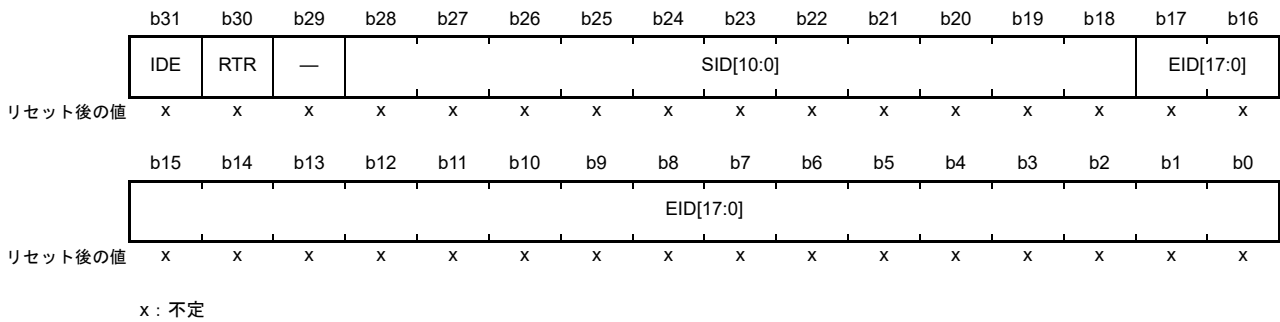 b31 b30 b29 b28 b27 b26 b25 b24 b23 b22 b21 b20 b19 b18 b17 b16
IDE RTR — SID[10:0] EID[17:0]
リセット後の値 x x x x x x x x x x x x x x x x
b15 b14 b13 b12 b11 b10 b9 b8 b7 b6 b5 b4 b3 b2 b1 b0
EID[17:0]
リセット後の値 x x x x x x x x x x x x x x x x
x：不定